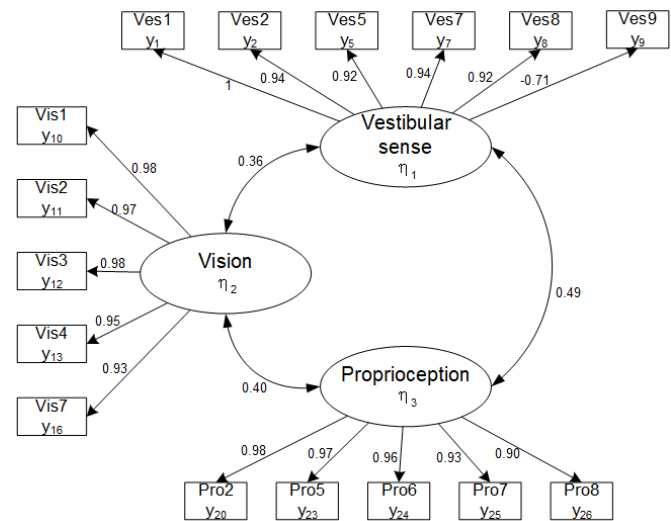 Ves1 Ves2 Ves5 Ves7 Ves8 Ves9
y1 y2 y5 y7 y8 y9
1 0.94 0.92 0.94 0.92 -0.71
Vestibular
sense
η1
Vis1
y10
Vis2
y11
Vis3
y12
Vis4
y13
Vis7
y16
0.98
0.97
0.98
0.95
0.93
Vision
η2
0.36
0.49
0.40
Proprioception
η3
0.98 0.97 0.96 0.93 0.90
Pro2 Pro5 Pro6 Pro7 Pro8
y20 y23 y24 y25 y26